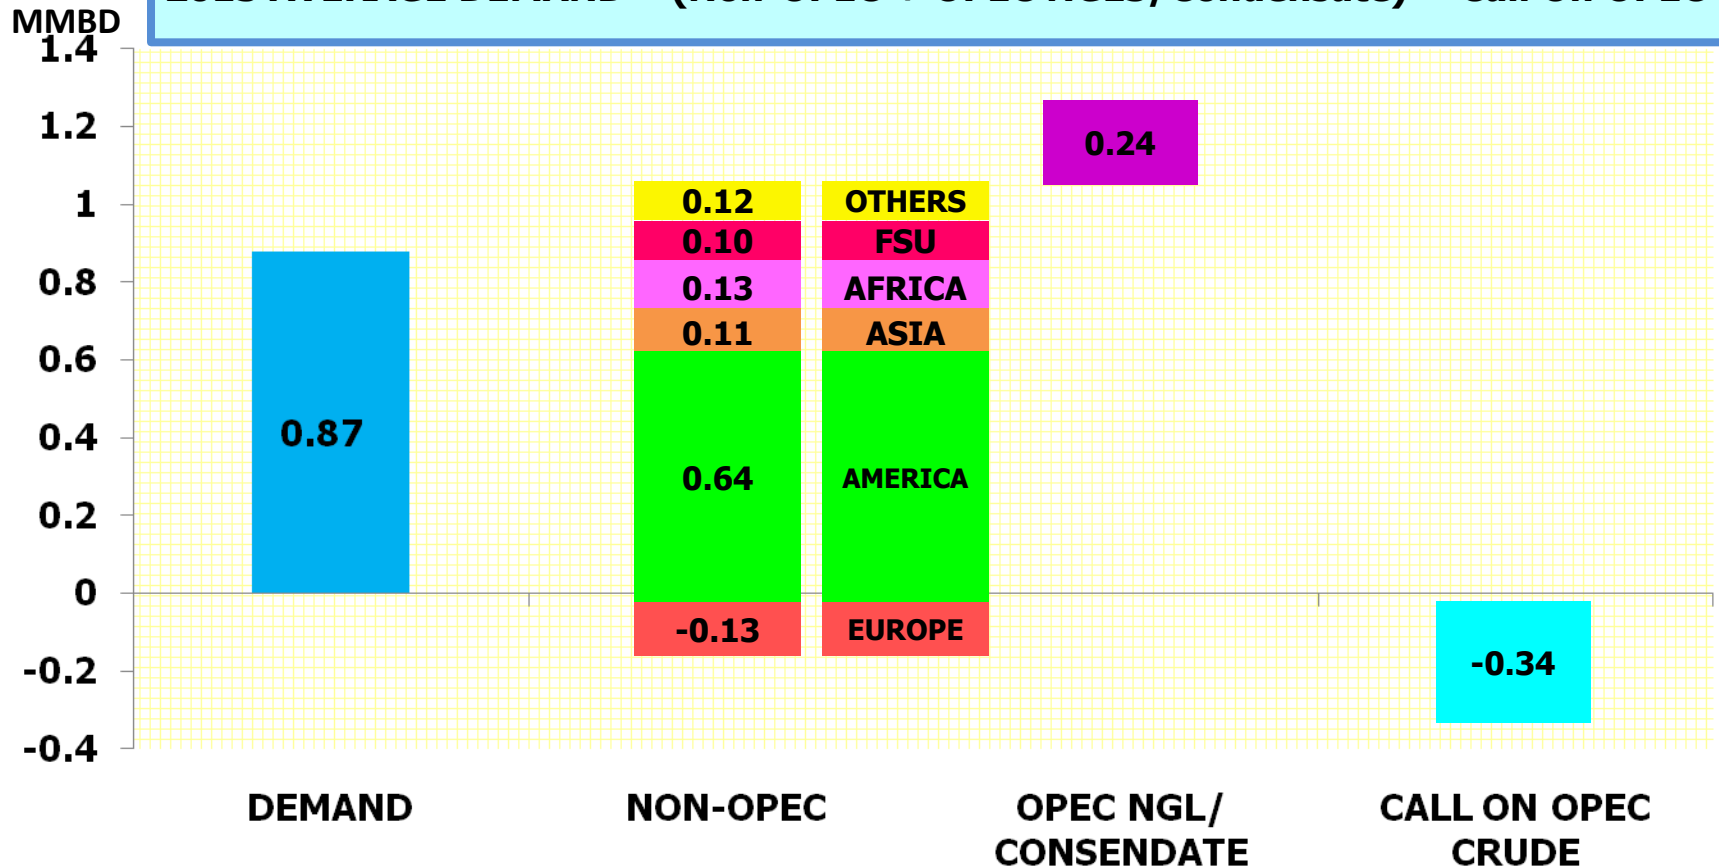 MMBD
1.4
1.2
1
0.8
0.6
0.4
0.2
0
-0.2
-0.4
0.87
0.12 OTHERS
0.10 FSU
0.13 AFRICA
0.11 ASIA
0.64 AMERICA
-0.13 EUROPE
0.24
-0.34
DEMAND NON-OPEC OPEC NGL/ CALL ON OPEC
CONSENDATE CRUDE